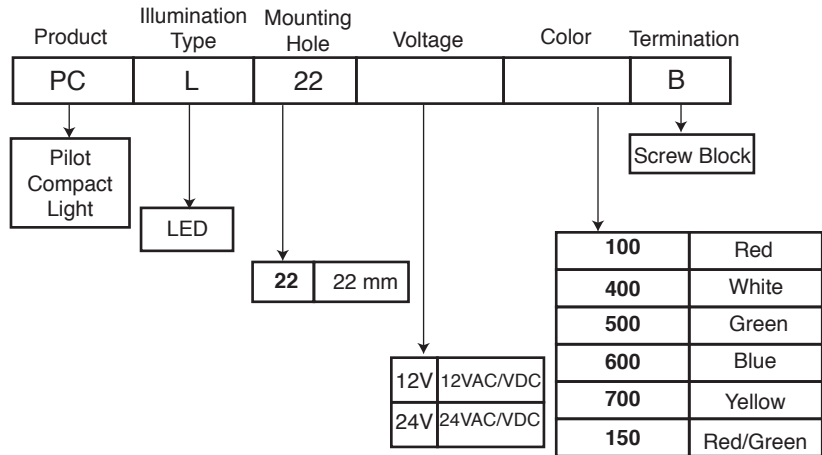 Product
Illumination
Type
Mounting
Hole
Voltage
Color
Termination
PC
L
22
B
Pilot
Compact
Light
LED
22 22 mm
12V 12VAC/VDC
24V 24VAC/VDC
Screw Block
100 Red
400 White
500 Green
600 Blue
700 Yellow
150 Red/Green